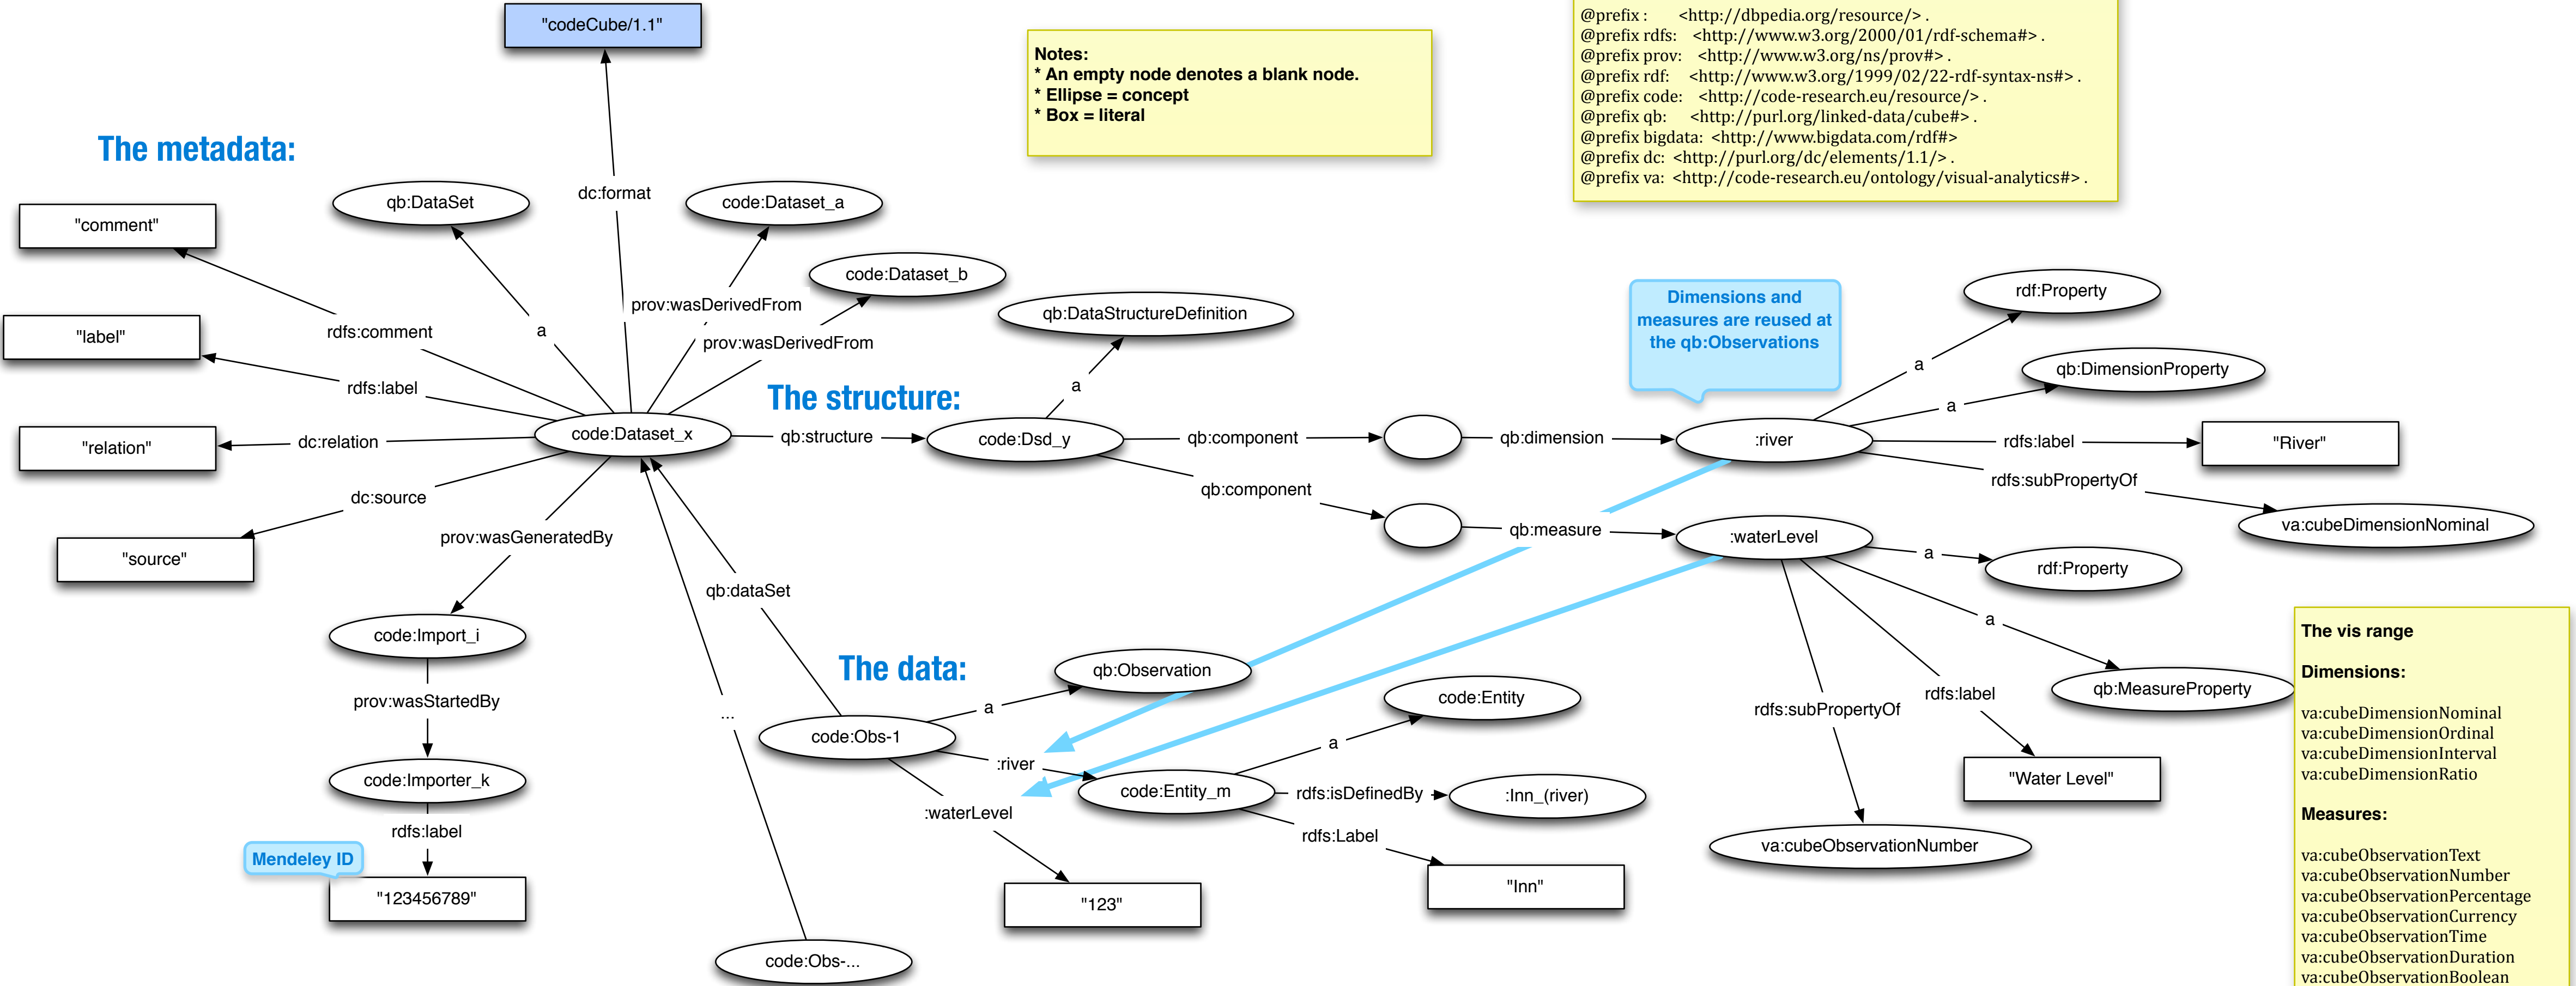 "codeCube/1.1"
Notes:
* An empty node denotes a blank node.
* Ellipse = concept
* Box = literal
@prefix : <http://dbpedia.org/resource/> .
@prefix rdfs: <http://www.w3.org/2000/01/rdf-schema#> .
@prefix prov: <http://www.w3.org/ns/prov#> .
@prefix rdf: <http://www.w3.org/1999/02/22-rdf-syntax-ns#> .
@prefix code: <http://code-research.eu/resource/> .
@prefix qb: <http://purl.org/linked-data/cube#> .
@prefix bigdata: <http://www.bigdata.com/rdf#>
@prefix dc: <http://purl.org/dc/elements/1.1/> .
@prefix va: <http://code-research.eu/ontology/visual-analytics#> .
The metadata:
dc:format
qb:DataSet
code:Dataset_a
"comment"
code:Dataset_b
prov:wasDerivedFrom
prov:wasDerivedFrom
rdfs:comment
a
"label"
rdfs:label
"relation"
dc:relation
code:Dataset_x
dc:source
"source"
prov:wasGeneratedBy
code:Import_i
prov:wasStartedBy
code:Importer_k
rdfs:label
Mendeley ID
"123456789"
The structure:
qb:structure
code:Dsd_y
a
qb:DataStructureDefinition
qb:component
qb:component
qb:dimension
qb:measure
Dimensions and
measures are reused at
the qb:Observations
:river
a
rdf:Property
a
qb:DimensionProperty
rdfs:label
"River"
rdfs:subPropertyOf
va:cubeDimensionNominal
:waterLevel
a
rdf:Property
a
qb:MeasureProperty
rdfs:label
"Water Level"
rdfs:subPropertyOf
va:cubeObservationNumber
The data:
qb:dataSet
...
code:Obs-1
a
qb:Observation
:river
:waterLevel
"123"
code:Entity_m
a
code:Entity
rdfs:isDefinedBy
:Inn_(river)
rdfs:Label
"Inn"
code:Obs-...
The vis range
Dimensions:
va:cubeDimensionNominal
va:cubeDimensionOrdinal
va:cubeDimensionInterval
va:cubeDimensionRatio
Measures:
va:cubeObservationText
va:cubeObservationNumber
va:cubeObservationPercentage
va:cubeObservationCurrency
va:cubeObservationTime
va:cubeObservationDuration
va:cubeObservationBoolean